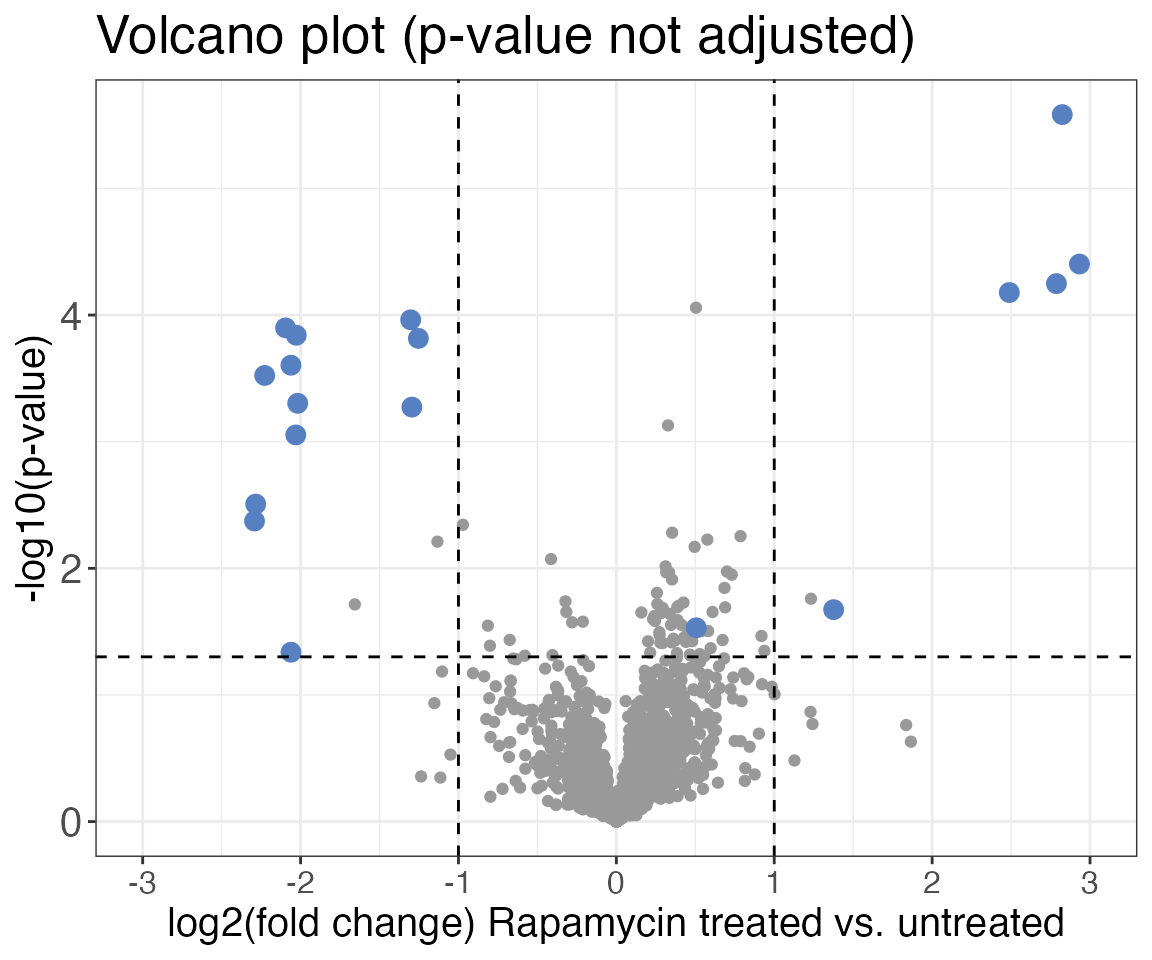 Volcano plot (p-value not adjusted)
-log10(p-value)
4
2
0
-3 -2 -1 0 1 2 3
log2(fold change) Rapamycin treated vs. untreated